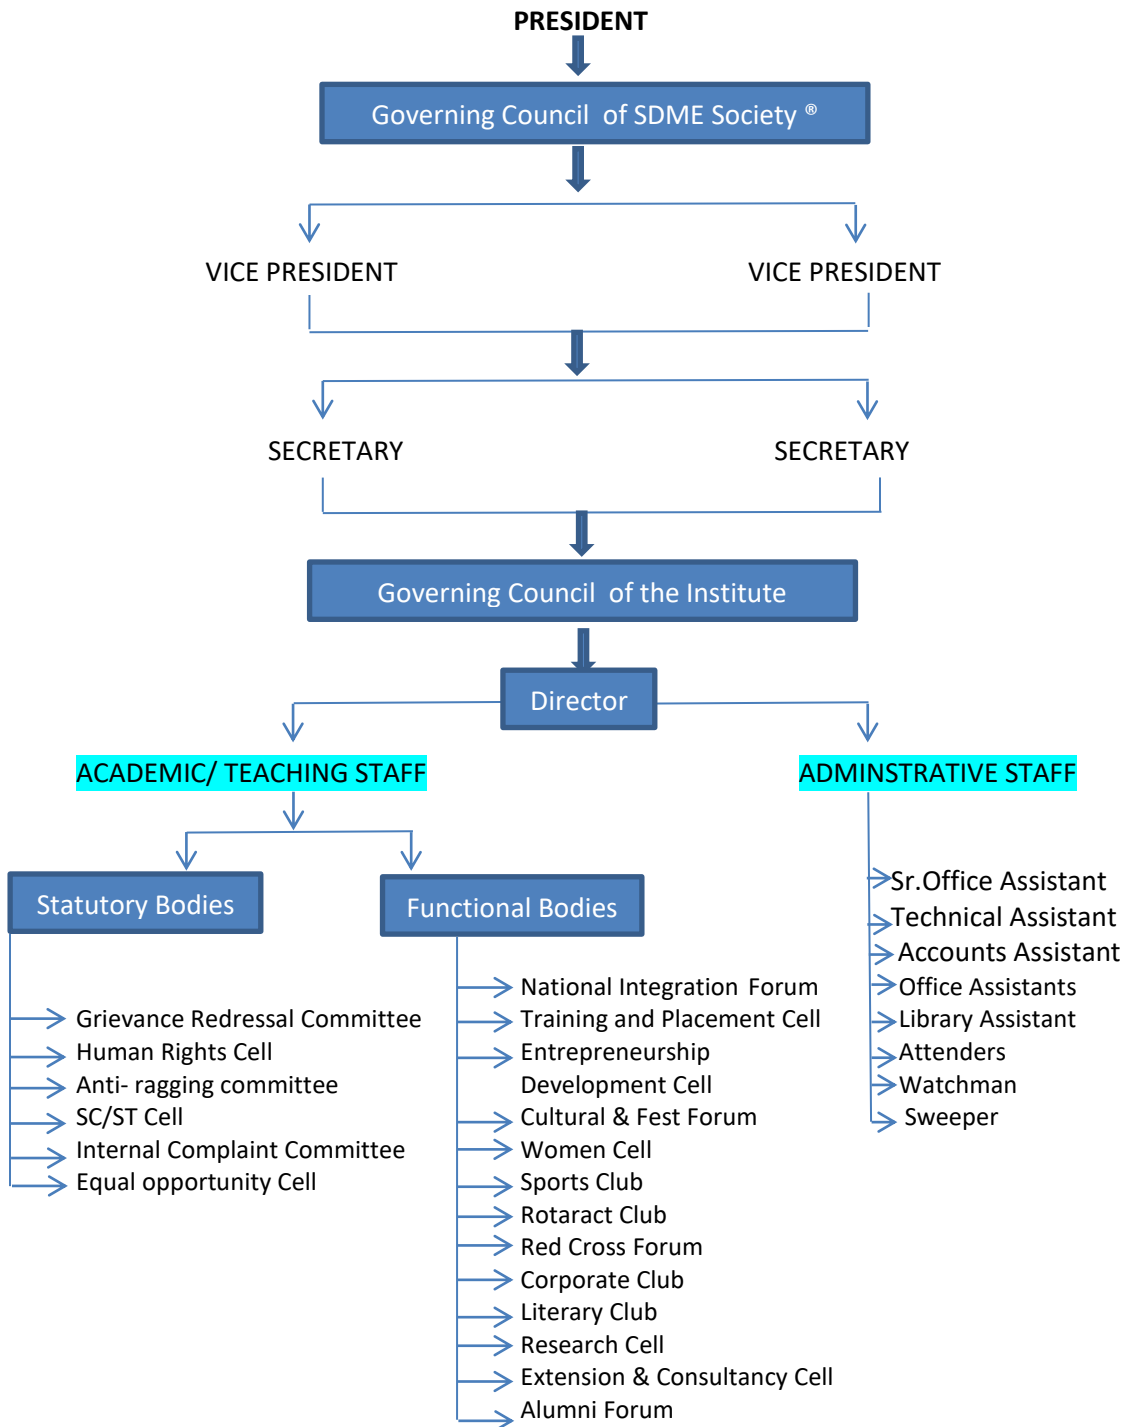 PRESIDENT
Governing Council of SDME Society ®
VICE PRESIDENT
VICE PRESIDENT
SECRETARY
SECRETARY
Governing Council of the Institute
Director
ACADEMIC/ TEACHING STAFF
ADMINSTRATIVE STAFF
Statutory Bodies
Grievance Redressal Committee
Human Rights Cell
Anti- ragging committee
SC/ST Cell
Internal Complaint Committee
Equal opportunity Cell
Functional Bodies
National Integration Forum
Training and Placement Cell
Entrepreneurship
Development Cell
Cultural & Fest Forum
Women Cell
Sports Club
Rotaract Club
Red Cross Forum
Corporate Club
Literary Club
Research Cell
Extension & Consultancy Cell
Alumni Forum
Sr.Office Assistant
Technical Assistant
Accounts Assistant
Office Assistants
Library Assistant
Attenders
Watchman
Sweeper